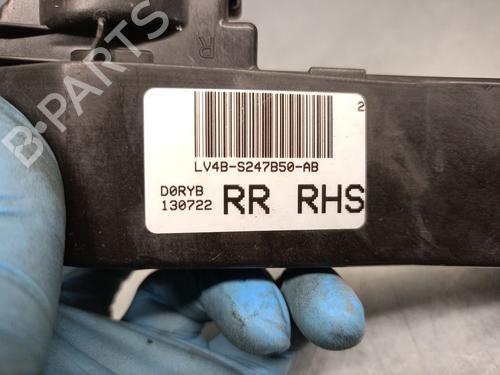 R
B-PARTS
2
LV4B-S247B50-AB
D0RYB
130722
RR RHS